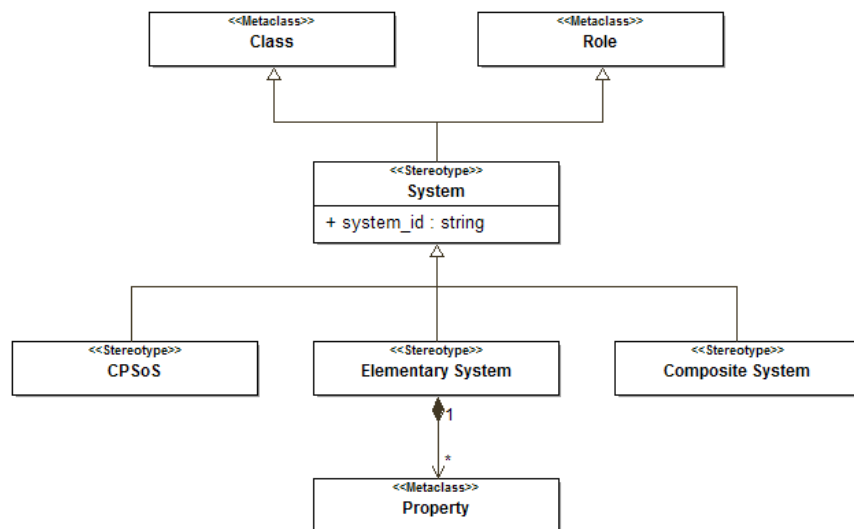 <<Metaclass>>
Class
<<Metaclass>>
Role
<<Stereotype>>
System
+ system_id : string
<<Stereotype>>
CPSoS
<<Stereotype>>
Elementary System
<<Stereotype>>
Composite System
1
*
<<Metaclass>>
Property